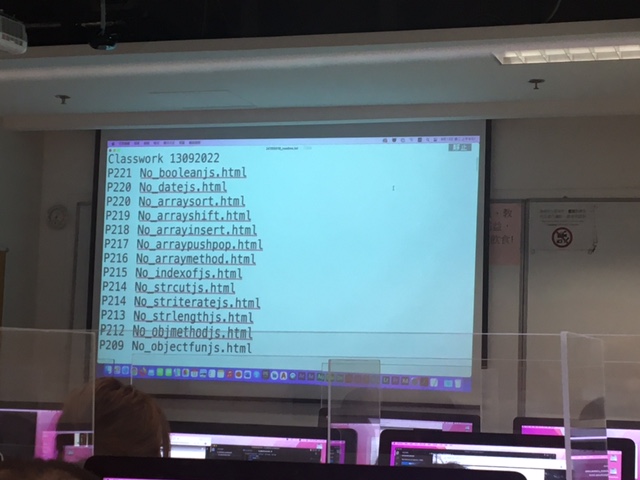 Classwork 13092022
P221 No_booleanjs.html
P220 No_datejs.html
P220 No_arraysort.html
P219 No_arrayshift.html
P218 No_arrayinsert.html
P217 No_arraypushpop.html
P216 No_arraymethod.html
P215 No_indexofjs.html
P214 No_strcutjs.html
P214 No_striteratejs.html
P213 No_strlengthjs.html
P212 No_objmethodjs.html
P209 No_objectfunjs.html